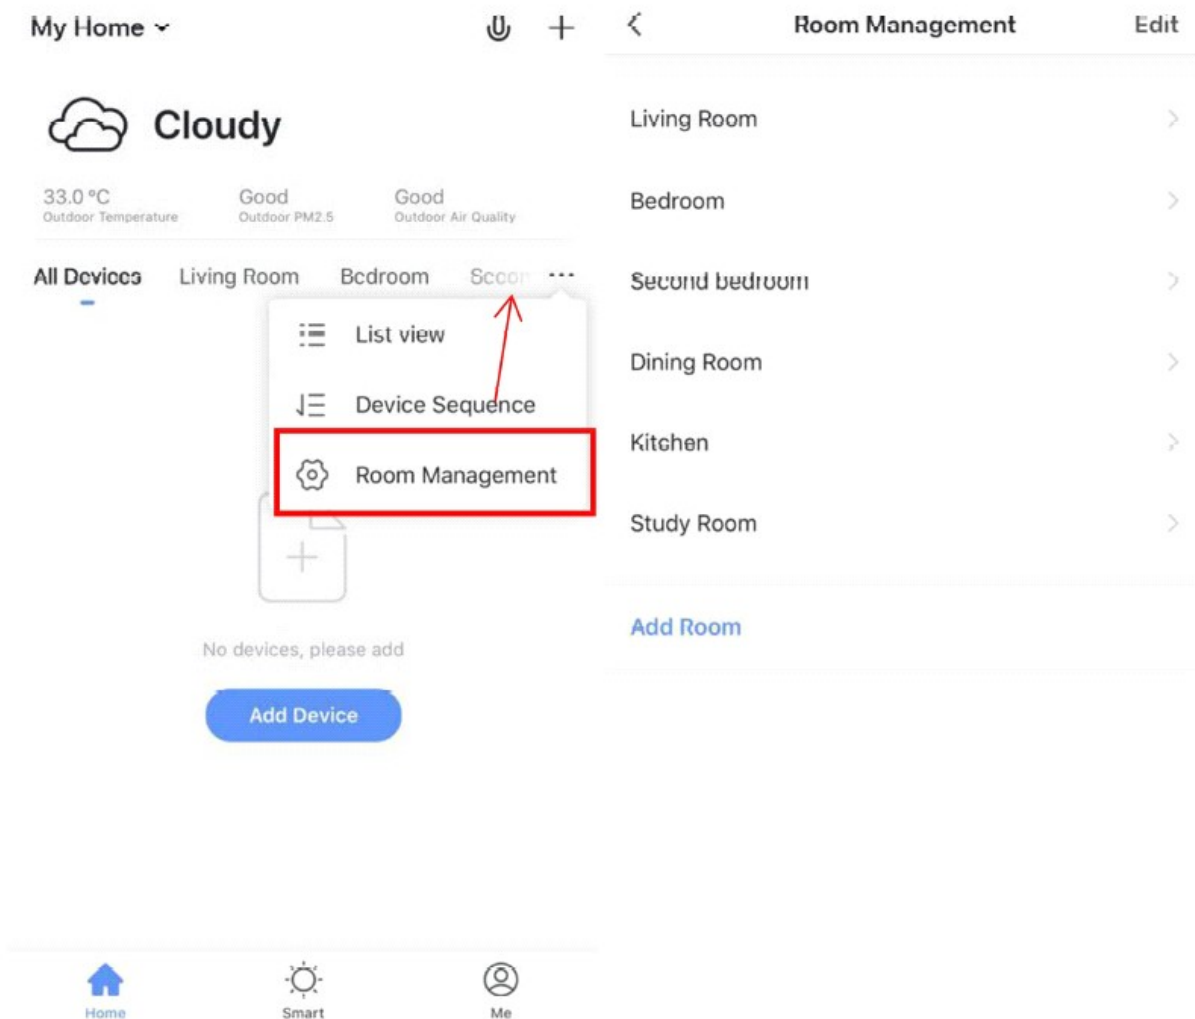 My Home
Cloudy
33.0 °C
Outdoor Temperature
Good
Outdoor PM2.5
Good
Outdoor Air Quality
All Devices Living Room Bedroom Secon ...
List view
Device Sequence
Room Management
No devices, please add
Add Device
Home
Smart
Me
Room Management
Edit
Living Room
Bedroom
Second bedroom
Dining Room
Kitchen
Study Room
Add Room